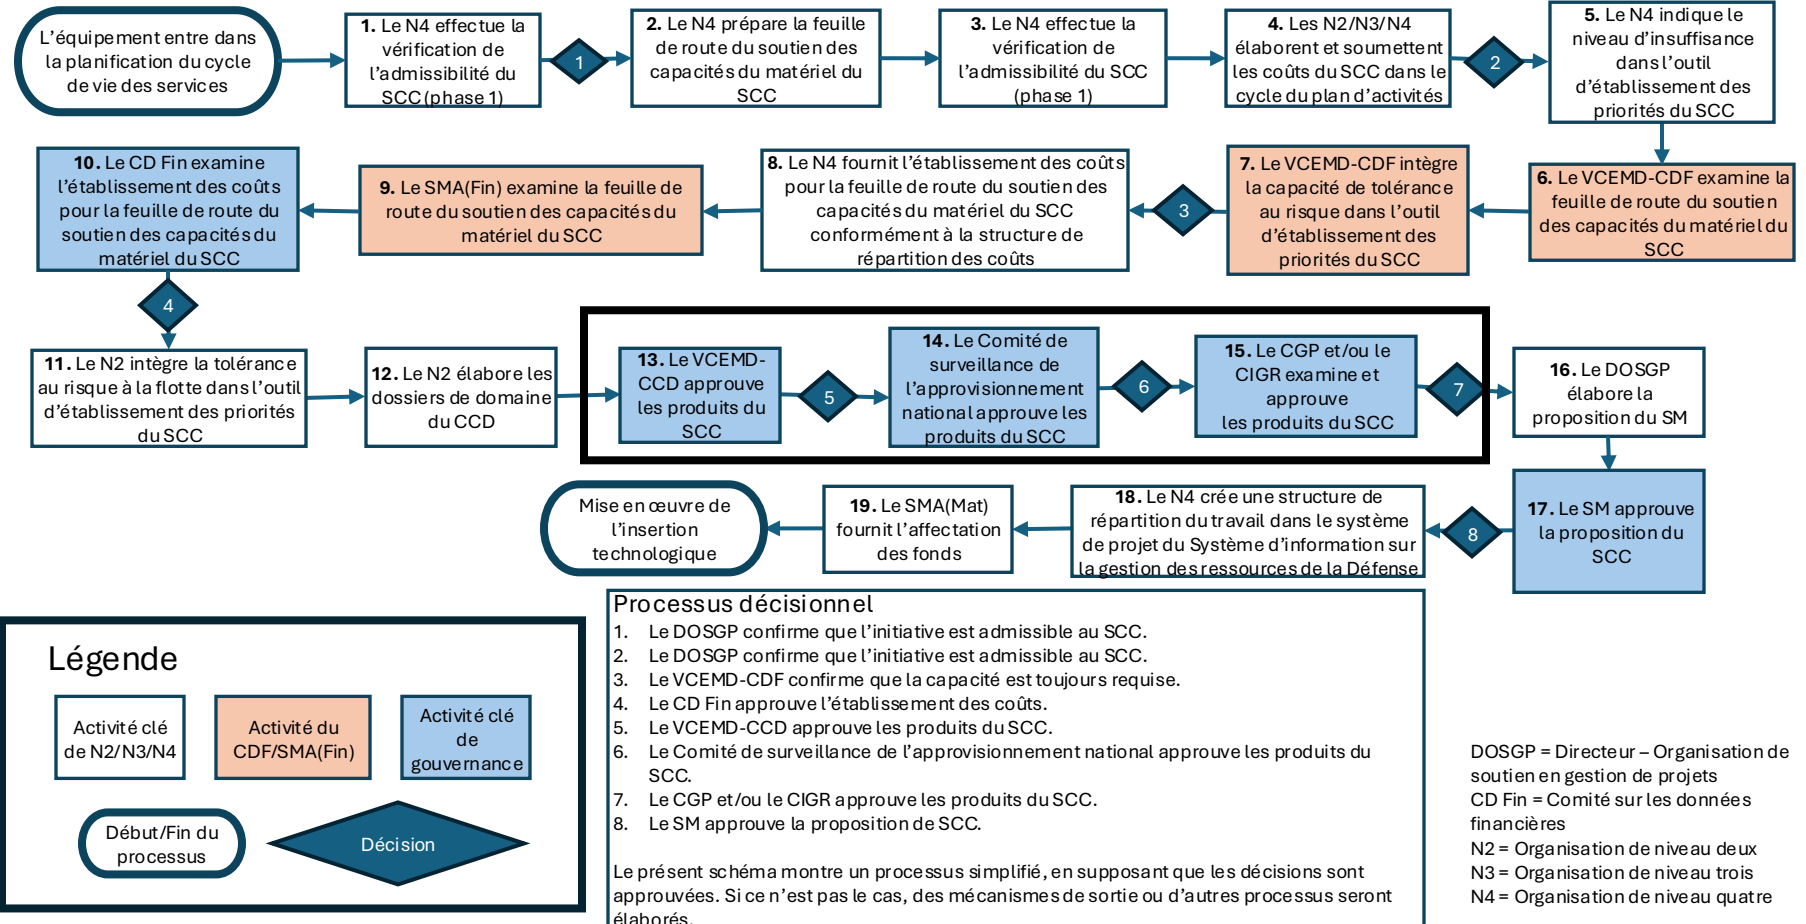 L'équipement entre dans
la planification du cycle
de vie des services
1. Le N4 effectue la
vérification de
l'admissibilité du
SCC (phase 1)
1
2. Le N4 prépare la feuille
de route du soutien des
capacités du matériel du
SCC
3. Le N4 effectue la
vérification de
l'admissibilité du SCC
(phase 1)
4. Les N2/N3/N4
élaborent et soumettent
les coûts du SCC dans le
cycle du plan d'activités
2
5. Le N4 indique le
niveau d'insuffisance
dans l'outil
d'établissement des
priorités du SCC
6. Le VCEMD-CDF examine la
feuille de route du soutien
des capacités du matériel du
SCC
7. Le VCEMD-CDF intègre
la capacité de tolérance
au risque dans l'outil
d'établissement des
priorités du SCC
3
8. Le N4 fournit l'établissement des coûts
pour la feuille de route du soutien des
capacités du matériel du SCC
conformément à la structure de
répartition des coûts
9. Le SMA(Fin) examine la feuille de
route du soutien des capacités du
matériel du SCC
10. Le CD Fin examine
l'établissement des coûts
pour la feuille de route du
soutien des capacités du
matériel du SCC
4
11. Le N2 intègre la tolérance
au risque à la flotte dans l'outil
d'établissement des priorités
du SCC
12. Le N2 élabore les
dossiers de domaine
du CCD
13. Le VCEMD-
CCD approuve
les produits du
SCC
5
14. Le Comité de
surveillance de
l'approvisionnement
national approuve les
produits du SCC
6
15. Le CGP et/ou le
CIGR examine et
approuve
les produits du SCC
7
16. Le DOSGP
élabore la
proposition du SM
17. Le SM approuve
la proposition du
SCC
8
18. Le N4 crée une structure de
répartition du travail dans le système
de projet du Système d'information sur
la gestion des ressources de la Défense
19. Le SMA(Mat)
fournit l'affectation
des fonds
Mise en œuvre de
l'insertion
technologique
Légende
Activité clé
de N2/N3/N4
Activité du
CDF/SMA(Fin)
Activité clé
de
gouvernance
Début/Fin du
processus
Décision
Processus décisionnel
1. Le DOSGP confirme que l'initiative est admissible au SCC.
2. Le DOSGP confirme que l'initiative est admissible au SCC.
3. Le VCEMD-CDF confirme que la capacité est toujours requise.
4. Le CD Fin approuve l'établissement des coûts.
5. Le VCEMD-CCD approuve les produits du SCC.
6. Le Comité de surveillance de l'approvisionnement national approuve les produits du
SCC.
7. Le CGP et/ou le CIGR approuve les produits du SCC.
8. Le SM approuve la proposition de SCC.
Le présent schéma montre un processus simplifié, en supposant que les décisions sont
approuvées. Si ce n'est pas le cas, des mécanismes de sortie ou d'autres processus seront
élaborés.
DOSGP = Directeur – Organisation de
soutien en gestion de projets
CD Fin = Comité sur les données
financières
N2 = Organisation de niveau deux
N3 = Organisation de niveau trois
N4 = Organisation de niveau quatre